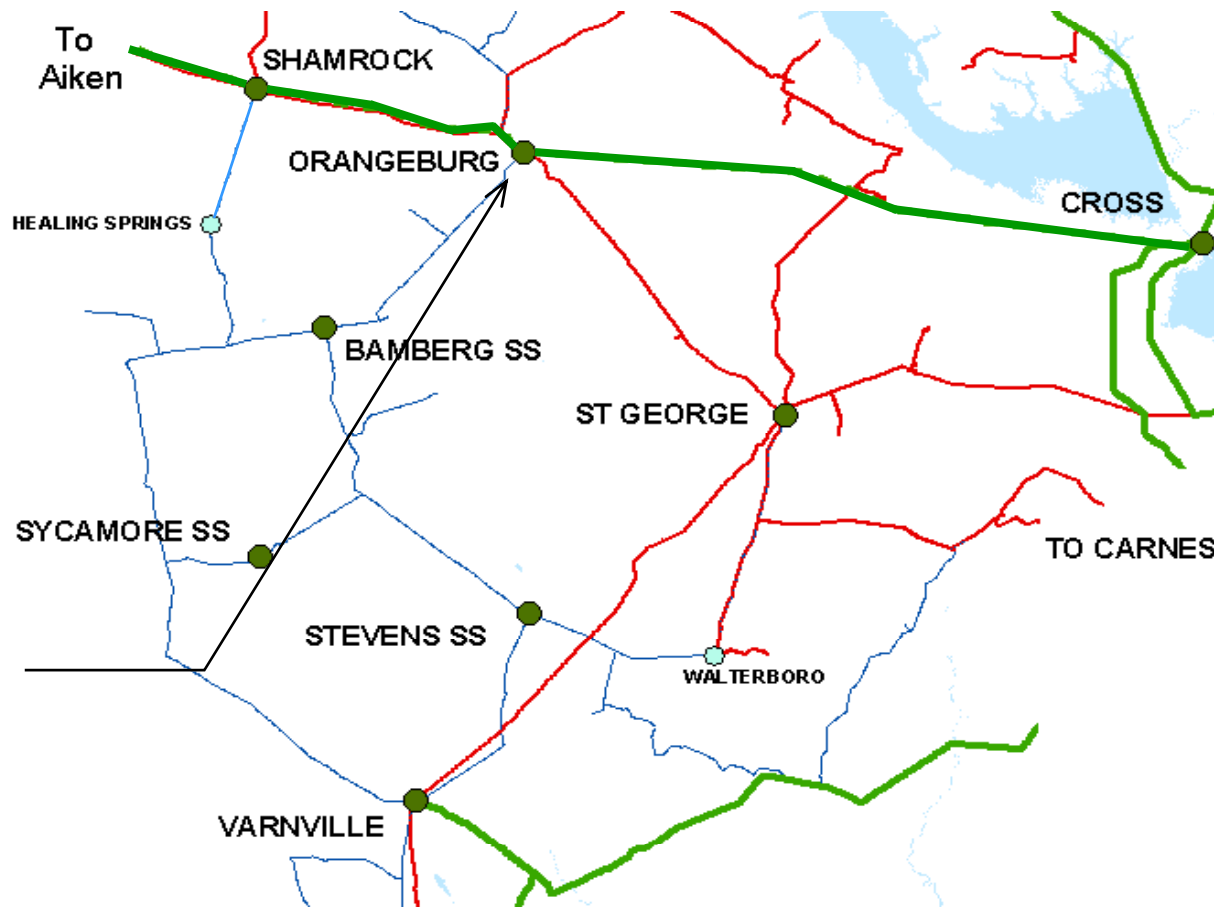 To
Aiken
SHAMROCK
ORANGEBURG
CROSS
HEALING SPRINGS
BAMBERG SS
ST GEORGE
SYCAMORE SS
TO CARNES
STEVENS SS
WALTERBORO
VARNVILLE